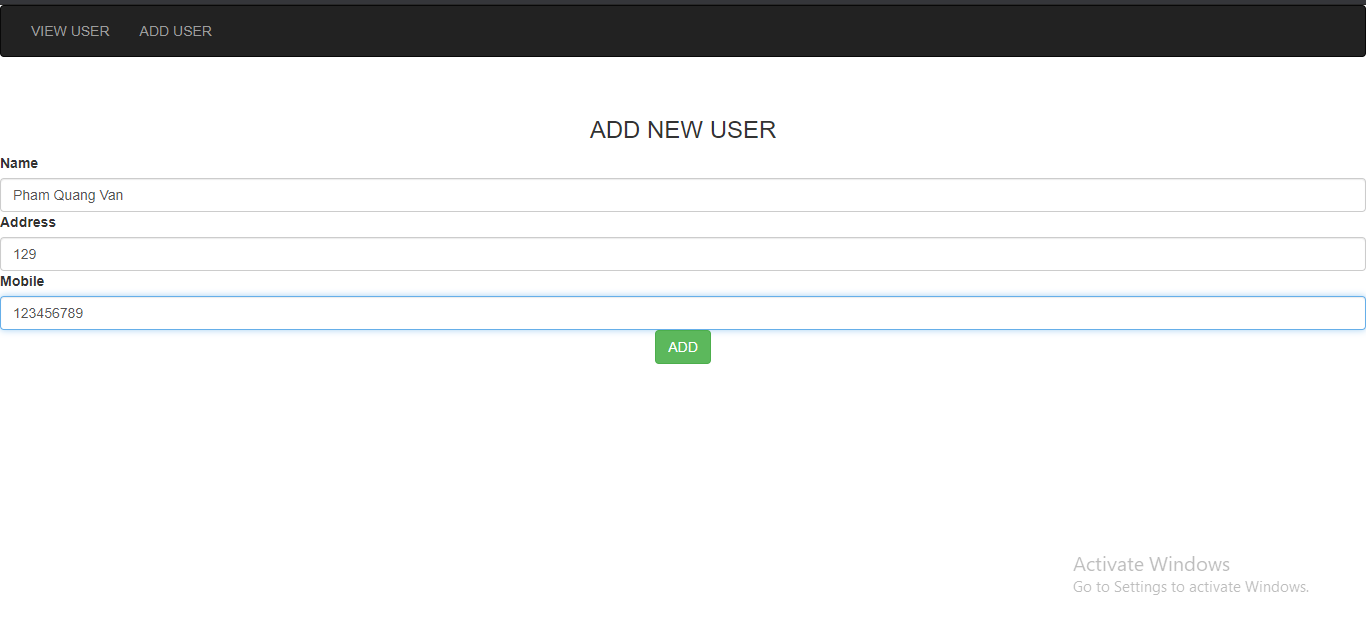 VIEW USER ADD USER
ADD NEW USER
Name
Pham Quang Van
Address
129
Mobile
123456789
ADD
Activate Windows
Go to Settings to activate Windows.